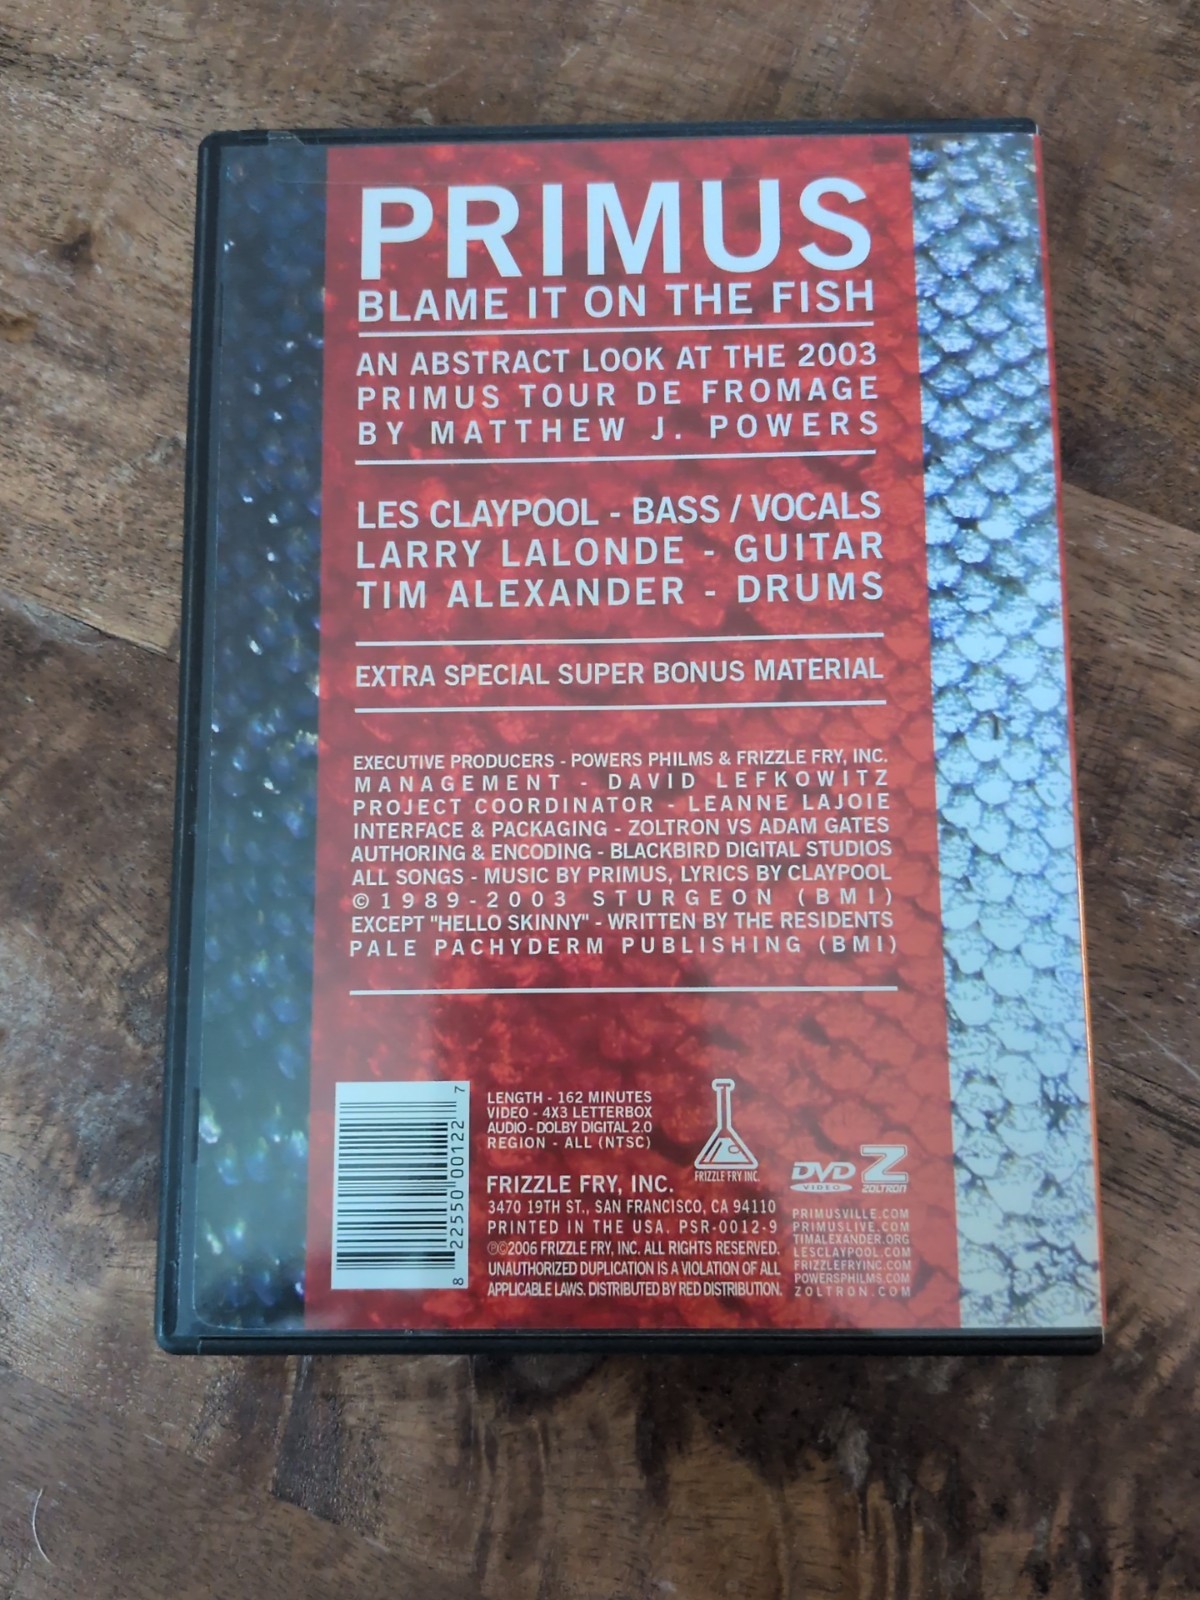 PRIMUS
BLAME IT ON THE FISH
AN ABSTRACT LOOK AT THE 2003
PRIMUS TOUR DE FROMAGE
BY MATTHEW J. POWERS
LES CLAYPOOL - BASS / VOCALS
LARRY LALONDE - GUITAR
TIM ALEXANDER - DRUMS
EXTRA SPECIAL SUPER BONUS MATERIAL
EXECUTIVE PRODUCERS - POWERS PHILMS & FRIZZLE FRY, INC.
MANAGEMENT - DAVID LEFKOWITZ
PROJECT COORDINATOR - LEANNE LAJOIE
INTERFACE & PACKAGING - ZOLTRON VS ADAM GATES
AUTHORING & ENCODING - BLACKBIRD DIGITAL STUDIOS
ALL SONGS - MUSIC BY PRIMUS, LYRICS BY CLAYPOOL
©1989-2003 STURGEON (BMI)
EXCEPT "HELLO SKINNY" - WRITTEN BY THE RESIDENTS
PALE PACHYDERM PUBLISHING (BMI)
8 22550 00122 7
LENGTH - 162 MINUTES
VIDEO - 4X3 LETTERBOX
AUDIO - DOLBY DIGITAL 2.0
REGION - ALL (NTSC)
FRIZZLE FRY INC.
DVD
VIDEO
Z
ZOLTRON
FRIZZLE FRY, INC.
3470 19TH ST., SAN FRANCISCO, CA 94110
PRINTED IN THE USA. PSR-0012-9
℗©2006 FRIZZLE FRY, INC. ALL RIGHTS RESERVED.
UNAUTHORIZED DUPLICATION IS A VIOLATION OF ALL
APPLICABLE LAWS. DISTRIBUTED BY RED DISTRIBUTION.
PRIMUSVILLE.COM
PRIMUSLIVE.COM
TIMALEXANDER.ORG
LESCLAYPOOL.COM
FRIZZLEFRYINC.COM
POWERSPHILMS.COM
ZOLTRON.COM